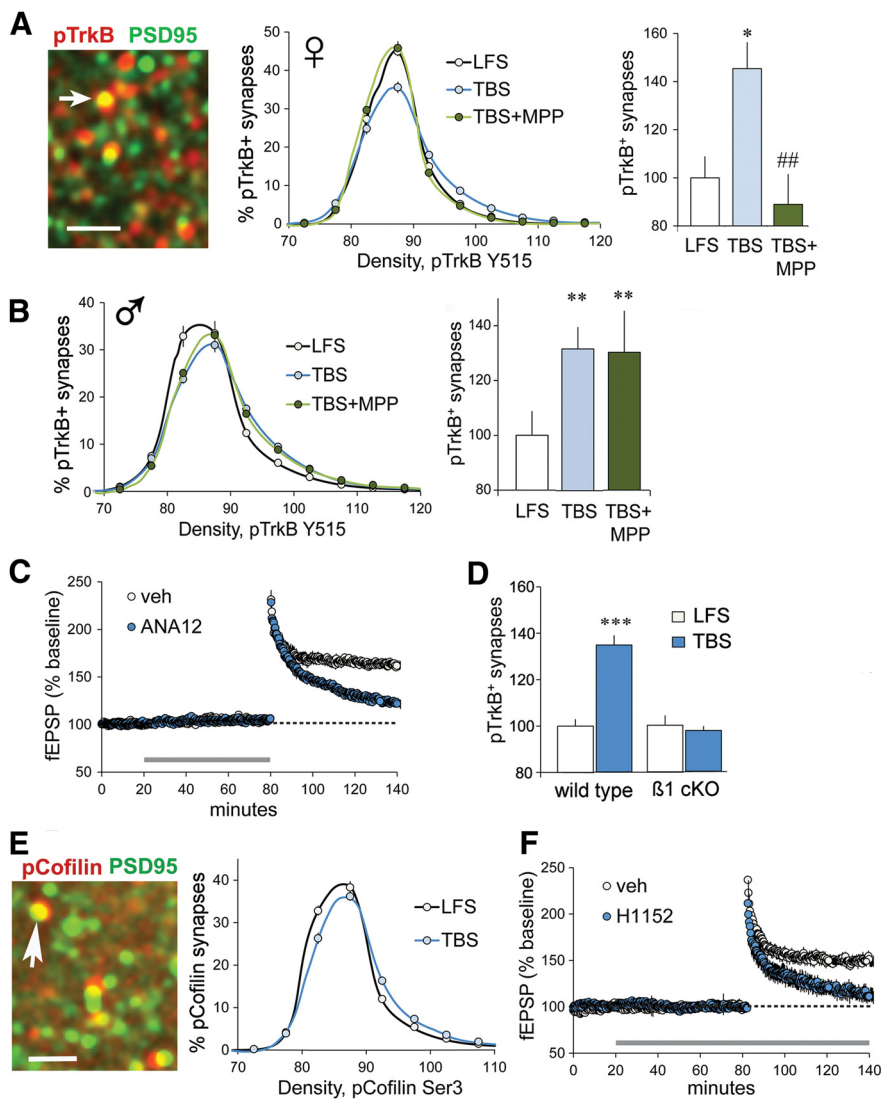 A
pTrkB PSD95
% pTrkB+ synapses
50
40
30
20
10
0
70 80 90 100 110 120
Density, pTrkB Y515
♀
LFS
TBS
TBS+MPP
pTrkB+ synapses
160
140
120
100
80
*
##
LFS TBS TBS+
MPP
B
% pTrkB+ synapses
40
30
20
10
0
70 80 90 100 110 120
Density, pTrkB Y515
♂
LFS
TBS
TBS+MPP
pTrkB+ synapses
140
120
100
80
** **
LFS TBS TBS+
MPP
C
fEPSP (% baseline)
250
200
150
100
50
veh
ANA12
0 20 40 60 80 100 120 140
minutes
D
pTrkB+ synapses
160
140
120
100
80
***
LFS
TBS
wild type ß1 cKO
E
pCofilin PSD95
% pCofilin synapses
40
30
20
10
0
70 80 90 100 110
Density, pCofilin Ser3
LFS
TBS
F
fEPSP (% baseline)
250
200
150
100
50
veh
H1152
0 20 40 60 80 100 120 140
minutes